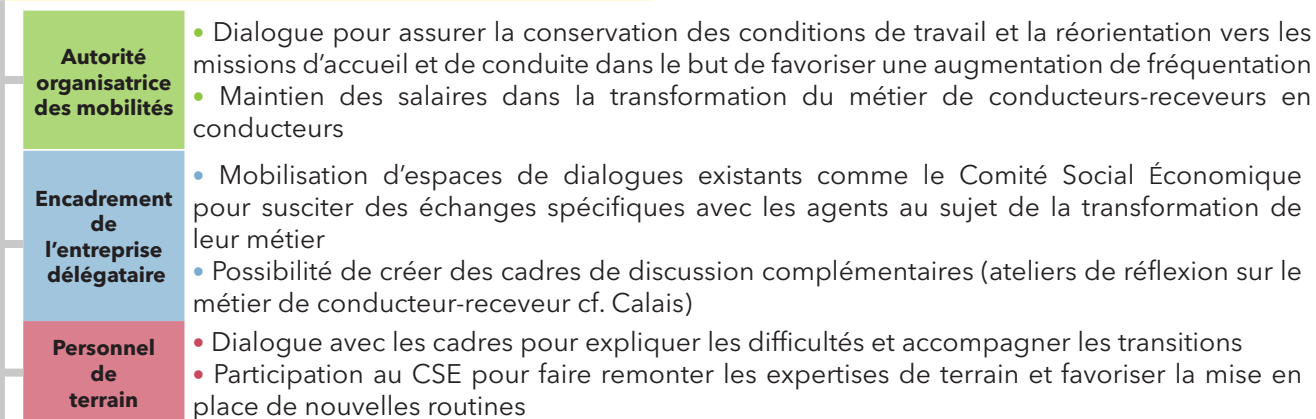 Autorité
organisatrice
des mobilités
• Dialogue pour assurer la conservation des conditions de travail et la réorientation vers les
missions d’accueil et de conduite dans le but de favoriser une augmentation de fréquentation
• Maintien des salaires dans la transformation du métier de conducteurs-receveurs en
conducteurs
Encadrement
de
l’entreprise
délégataire
• Mobilisation d’espaces de dialogues existants comme le Comité Social Économique
pour susciter des échanges spécifiques avec les agents au sujet de la transformation de
leur métier
• Possibilité de créer des cadres de discussion complémentaires (ateliers de réflexion sur le
métier de conducteur-receveur cf. Calais)
Personnel
de
terrain
• Dialogue avec les cadres pour expliquer les difficultés et accompagner les transitions
• Participation au CSE pour faire remonter les expertises de terrain et favoriser la mise en
place de nouvelles routines